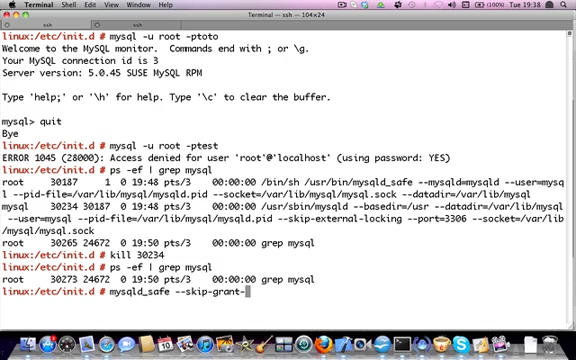 Terminal Shell Edit View Window Help
(100%) Tue 19:38
Terminal — ssh — 104×24
ssh ssh
linux:/etc/init.d # mysql -u root -ptoto
Welcome to the MySQL monitor.  Commands end with ; or \g.
Your MySQL connection id is 3
Server version: 5.0.45 SUSE MySQL RPM
Type 'help;' or '\h' for help. Type '\c' to clear the buffer.
mysql> quit
Bye
linux:/etc/init.d # mysql -u root -ptest
ERROR 1045 (28000): Access denied for user 'root'@'localhost' (using password: YES)
linux:/etc/init.d # ps -ef | grep mysql
root     30187     1  0 19:48 pts/3    00:00:00 /bin/sh /usr/bin/mysqld_safe --mysqld=mysqld --user=mysq
l --pid-file=/var/lib/mysql/mysqld.pid --socket=/var/lib/mysql/mysql.sock --datadir=/var/lib/mysql
mysql    30234 30187  0 19:48 pts/3    00:00:00 /usr/sbin/mysqld --basedir=/usr --datadir=/var/lib/mysql
--user=mysql --pid-file=/var/lib/mysql/mysqld.pid --skip-external-locking --port=3306 --socket=/var/lib
/mysql/mysql.sock
root     30265 24672  0 19:50 pts/3    00:00:00 grep mysql
linux:/etc/init.d # kill 30234
linux:/etc/init.d # ps -ef | grep mysql
root     30273 24672  0 19:50 pts/3    00:00:00 grep mysql
linux:/etc/init.d # mysqld_safe --skip-grant-